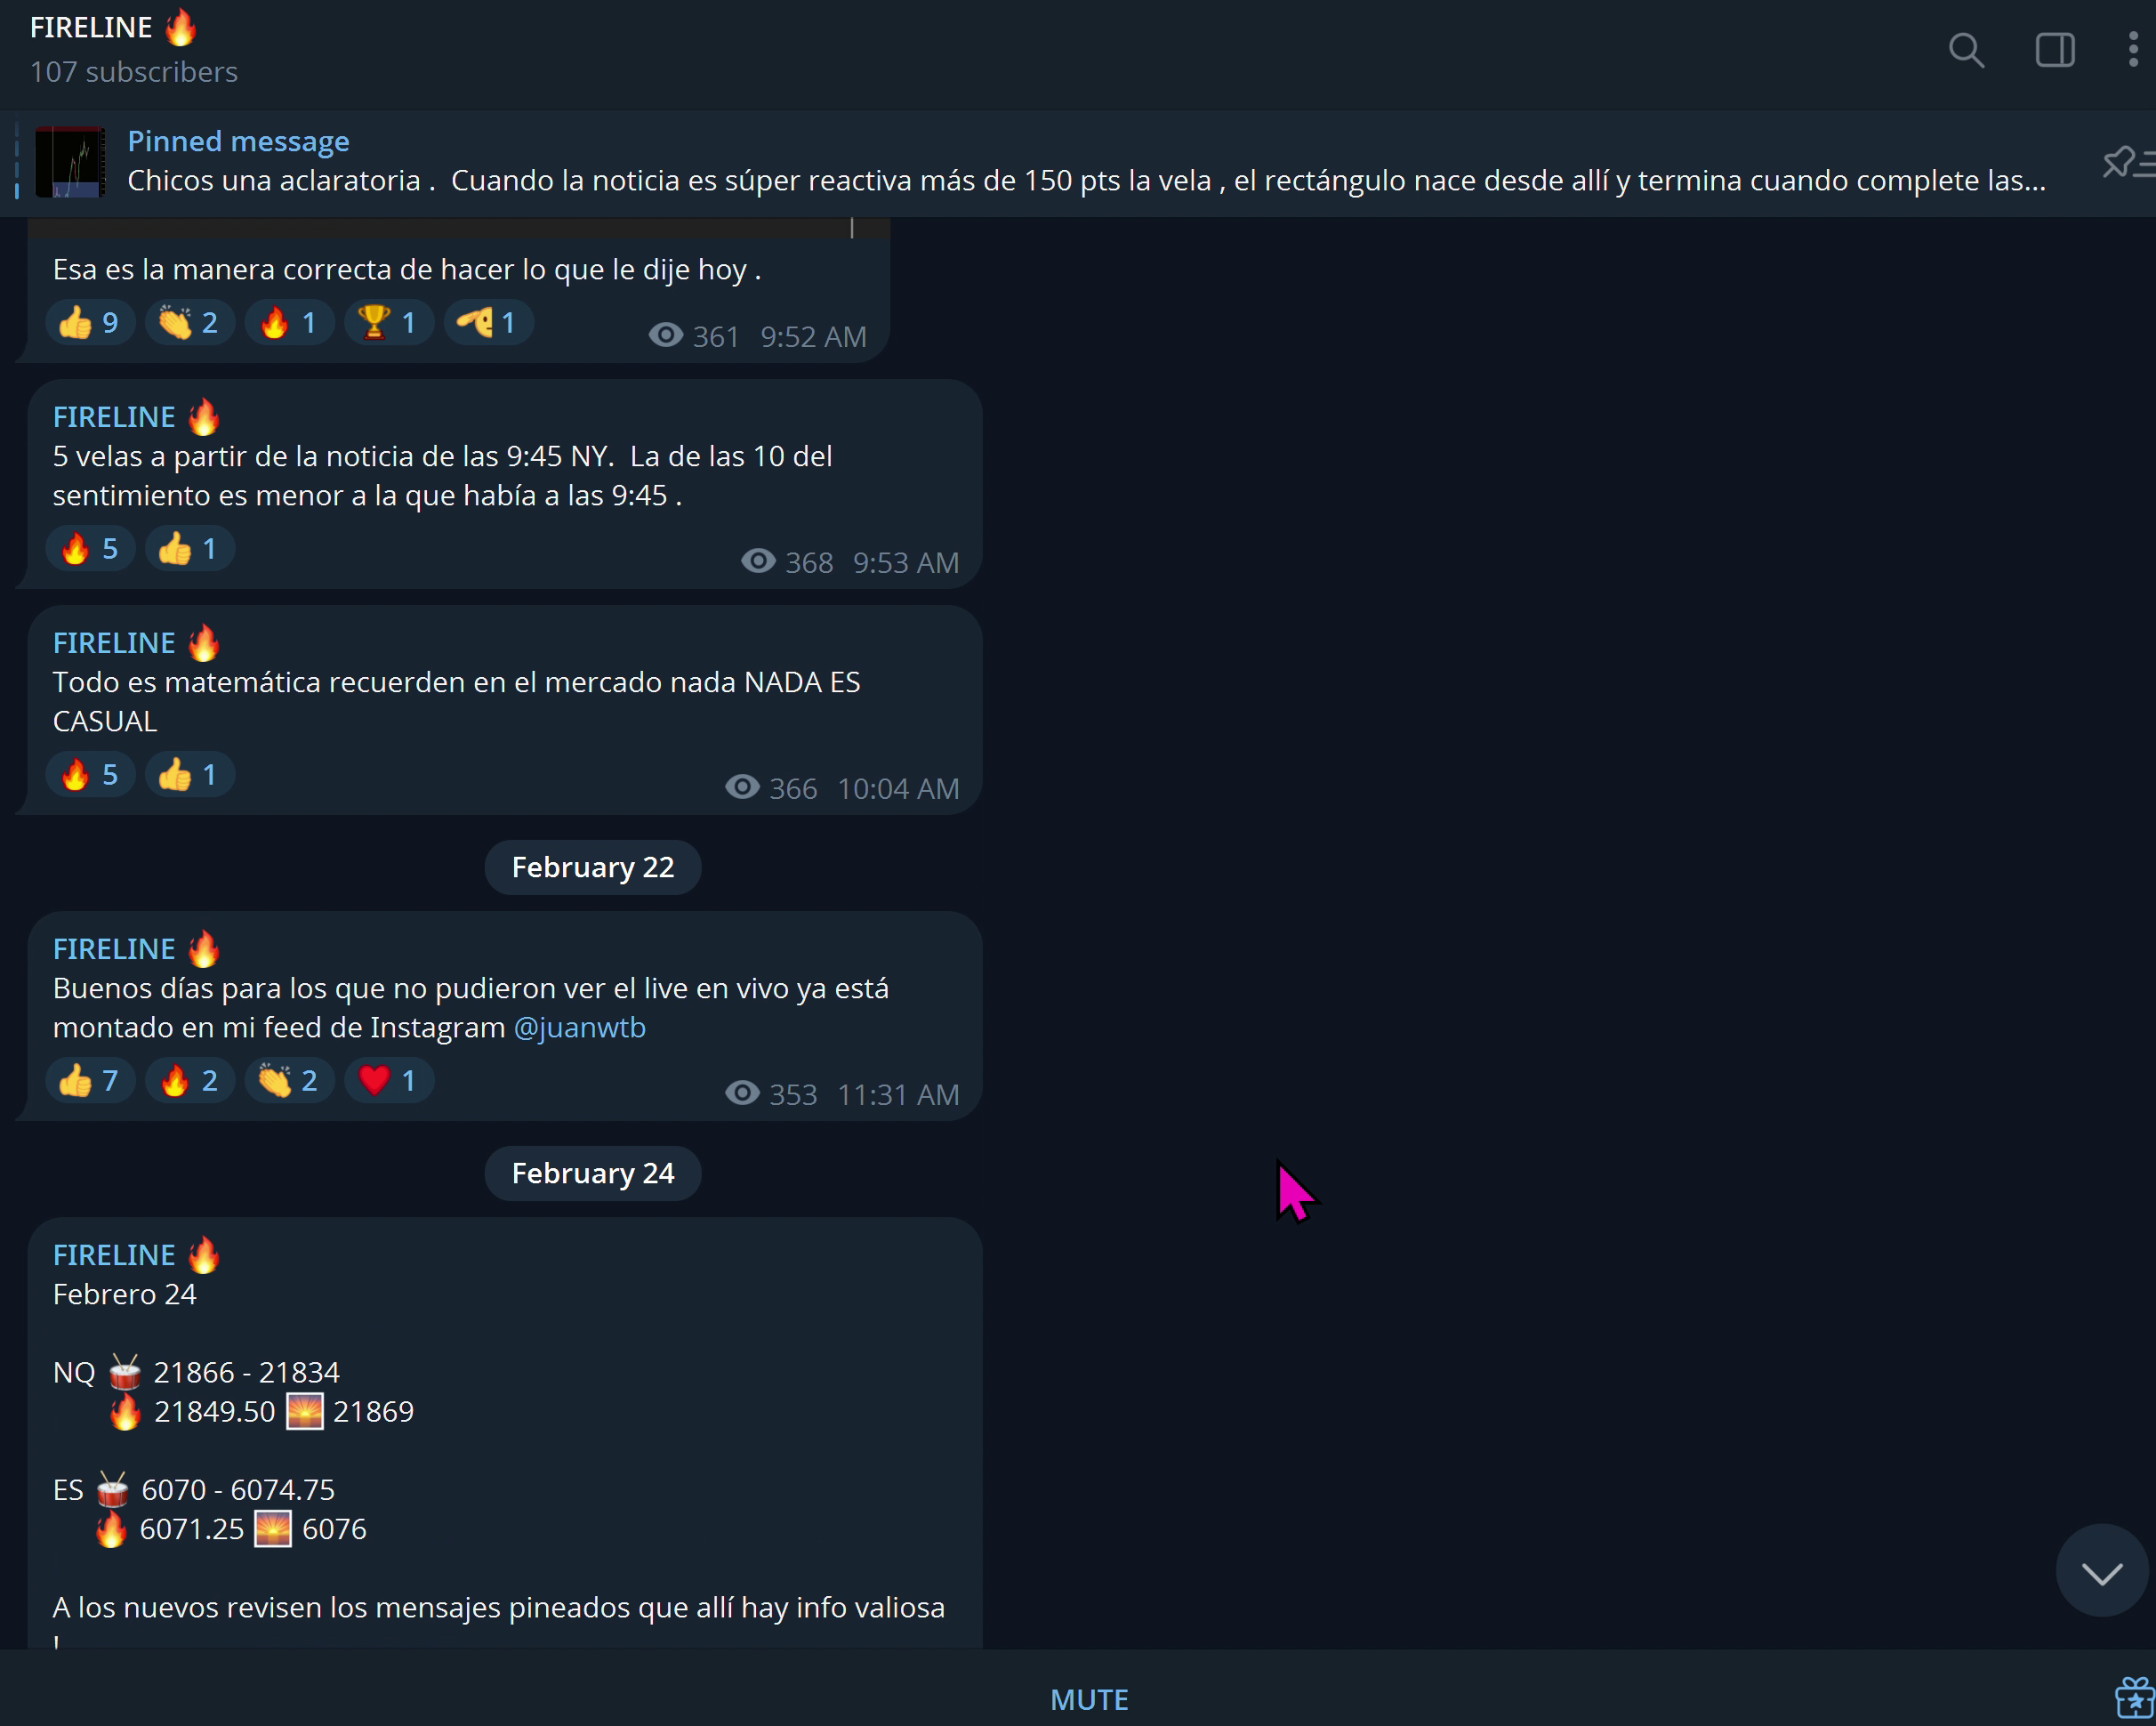 FIRELINE 🔥
107 subscribers
Pinned message
Chicos una aclaratoria .  Cuando la noticia es súper reactiva más de 150 pts la vela , el rectángulo nace desde allí y termina cuando complete las...
Esa es la manera correcta de hacer lo que le dije hoy .
👍 9 👏 2 🔥 1 🏆 1 🫡 1 361 9:52 AM
FIRELINE 🔥
5 velas a partir de la noticia de las 9:45 NY.  La de las 10 del
sentimiento es menor a la que había a las 9:45 .
🔥 5 👍 1 368 9:53 AM
FIRELINE 🔥
Todo es matemática recuerden en el mercado nada NADA ES
CASUAL
🔥 5 👍 1 366 10:04 AM
February 22
FIRELINE 🔥
Buenos días para los que no pudieron ver el live en vivo ya está
montado en mi feed de Instagram @juanwtb
👍 7 🔥 2 👏 2 ❤️ 1 353 11:31 AM
February 24
FIRELINE 🔥
Febrero 24
NQ 🥁 21866 - 21834
🔥 21849.50 🌅 21869
ES 🥁 6070 - 6074.75
🔥 6071.25 🌅 6076
A los nuevos revisen los mensajes pineados que allí hay info valiosa
!
MUTE